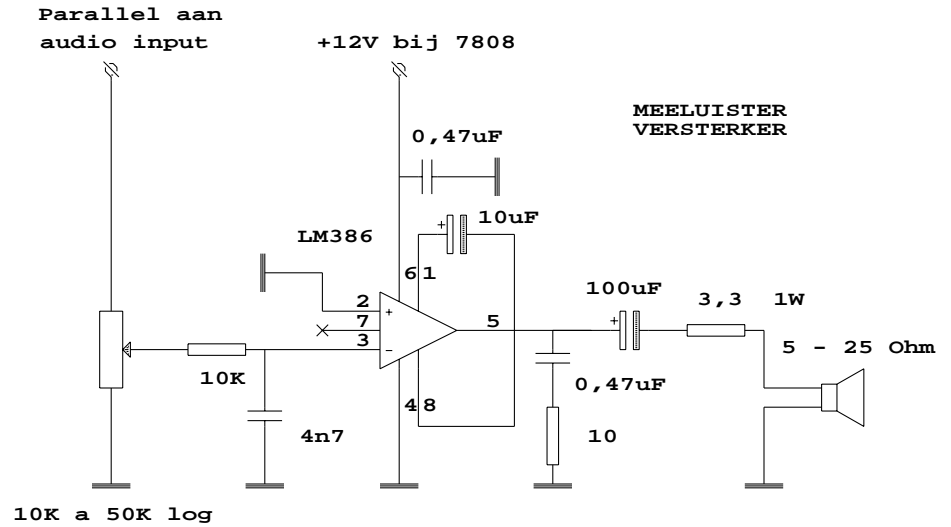 Parallel aan
audio input
+12V bij 7808
MEELUISTER
VERSTERKER
0,47uF
+
10uF
LM386
6 1
2
+
7
3
−
5
100uF
+
3,3 1W
5 - 25 Ohm
10K
4 8
0,47uF
4n7
10
10K a 50K log